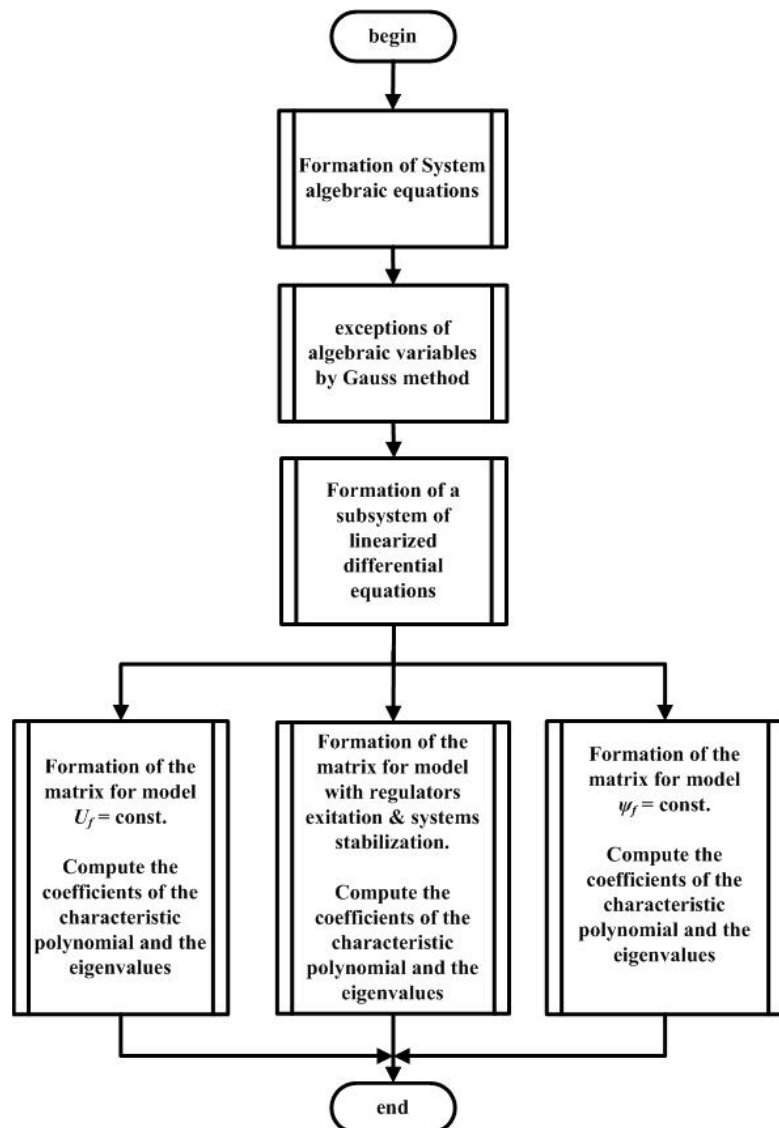 begin
Formation of System
algebraic equations
exceptions of
algebraic variables
by Gauss method
Formation of a
subsystem of
linearized
differential
equations
Formation of the
matrix for model
U_f = const.
Compute the
coefficients of the
characteristic
polynomial and the
eigenvalues
Formation of the
matrix for model
with regulators
exitation & systems
stabilization.
Compute the
coefficients of the
characteristic
polynomial and the
eigenvalues
Formation of the
matrix for model
ψ_f = const.
Compute the
coefficients of the
characteristic
polynomial and the
eigenvalues
end